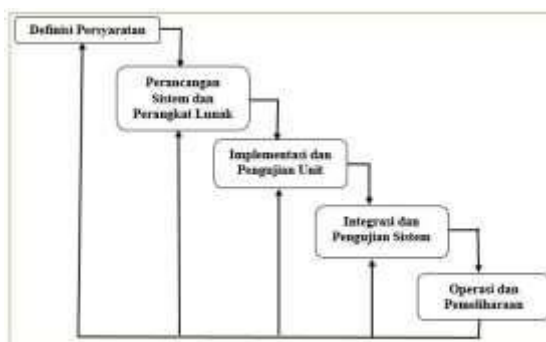 Definisi Persyaratan
Perancangan
Sistem dan
Perangkat Lunak
Implementasi dan
Pengujian Unit
Integrasi dan
Pengujian Sistem
Operasi dan
Pemeliharaan